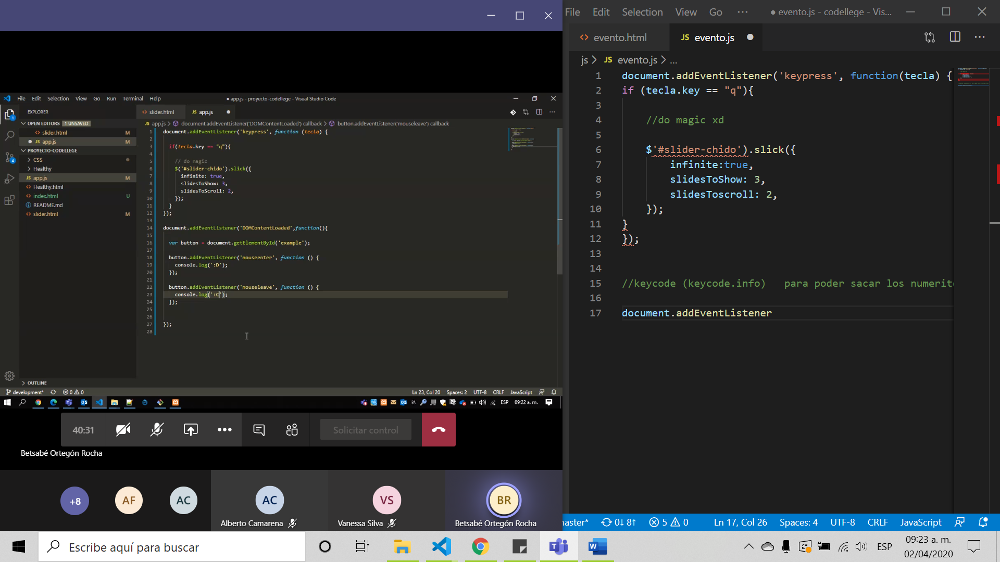 File Edit Selection View Go Run Terminal Help
● app.js - proyecto-codellege - Visual Studio Code
EXPLORER
OPEN EDITORS 1 UNSAVED
slider.html M
● JS app.js M
PROYECTO-CODELLEGE
CSS
Healthy
JS app.js M
Healthy.html
index.html U
README.md
slider.html M
OUTLINE
1
4
slider.html
JS app.js
JS app.js > document.addEventListener('DOMContentLoaded') callback > button.addEventListener('mouseleave') callback
1 document.addEventListener('keypress', function (tecla) {
2
3 if(tecla.key == "q"){
4
5 // do magic
6 $('#slider-chido').slick({
7 infinite: true,
8 slidesToShow: 3,
9 slidesToScroll: 2,
10 });
11 }
12 });
13
14 document.addEventListener('DOMContentLoaded',function(){
15
16 var button = document.getElementById('example');
17
18 button.addEventListener('mouseenter', function () {
19 console.log(':D');
20 });
21
22 button.addEventListener('mouseleave', function () {
23 console.log(':C');
24 });
25
26
27 });
28
development* 0 0 Ln 23, Col 20 Spaces: 2 UTF-8 CRLF JavaScript
ESP 09:22 a. m.
40:31 Solicitar control
Betsabé Ortegón Rocha
+8
AF
AC
AC
Alberto Camarena
VS
Vanessa Silva
BR
Betsabé Ortegón Rocha
File Edit Selection View Go ··· ● evento.js - codellege - Vis...
evento.html
JS evento.js
js > JS evento.js > ...
1 document.addEventListener('keypress', function(tecla) {
2 if (tecla.key == "q"){
3
4 //do magic xd
5
6 $'#slider-chido').slick({
7 infinite:true,
8 slidesToShow: 3,
9 slidesToscroll: 2,
10 });
11 }
12 });
13
14
15 //keycode (keycode.info) para poder sacar los numerit
16
17 document.addEventListener
aster* 0↓ 8↑ 5 0 Ln 17, Col 26 Spaces: 4 UTF-8 CRLF JavaScript
Escribe aquí para buscar
ESP
09:23 a. m.
02/04/2020